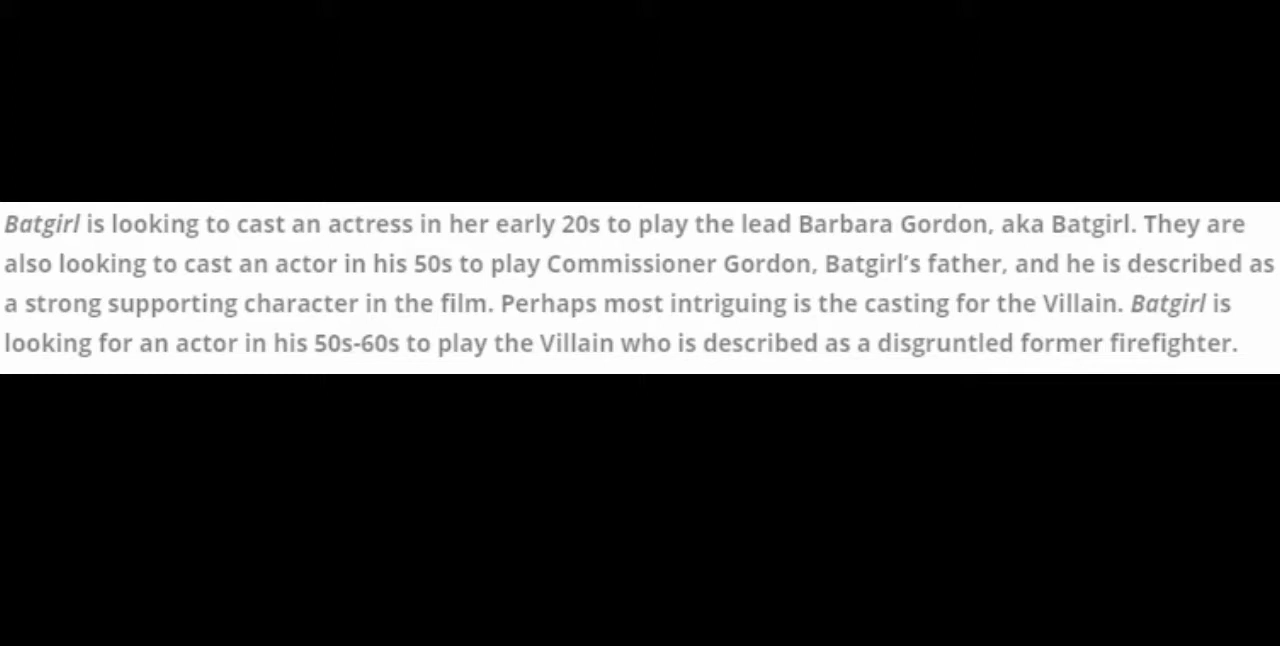 Batgirl is looking to cast an actress in her early 20s to play the lead Barbara Gordon, aka Batgirl. They are
also looking to cast an actor in his 50s to play Commissioner Gordon, Batgirl's father, and he is described as
a strong supporting character in the film. Perhaps most intriguing is the casting for the Villain. Batgirl is
looking for an actor in his 50s-60s to play the Villain who is described as a disgruntled former firefighter.